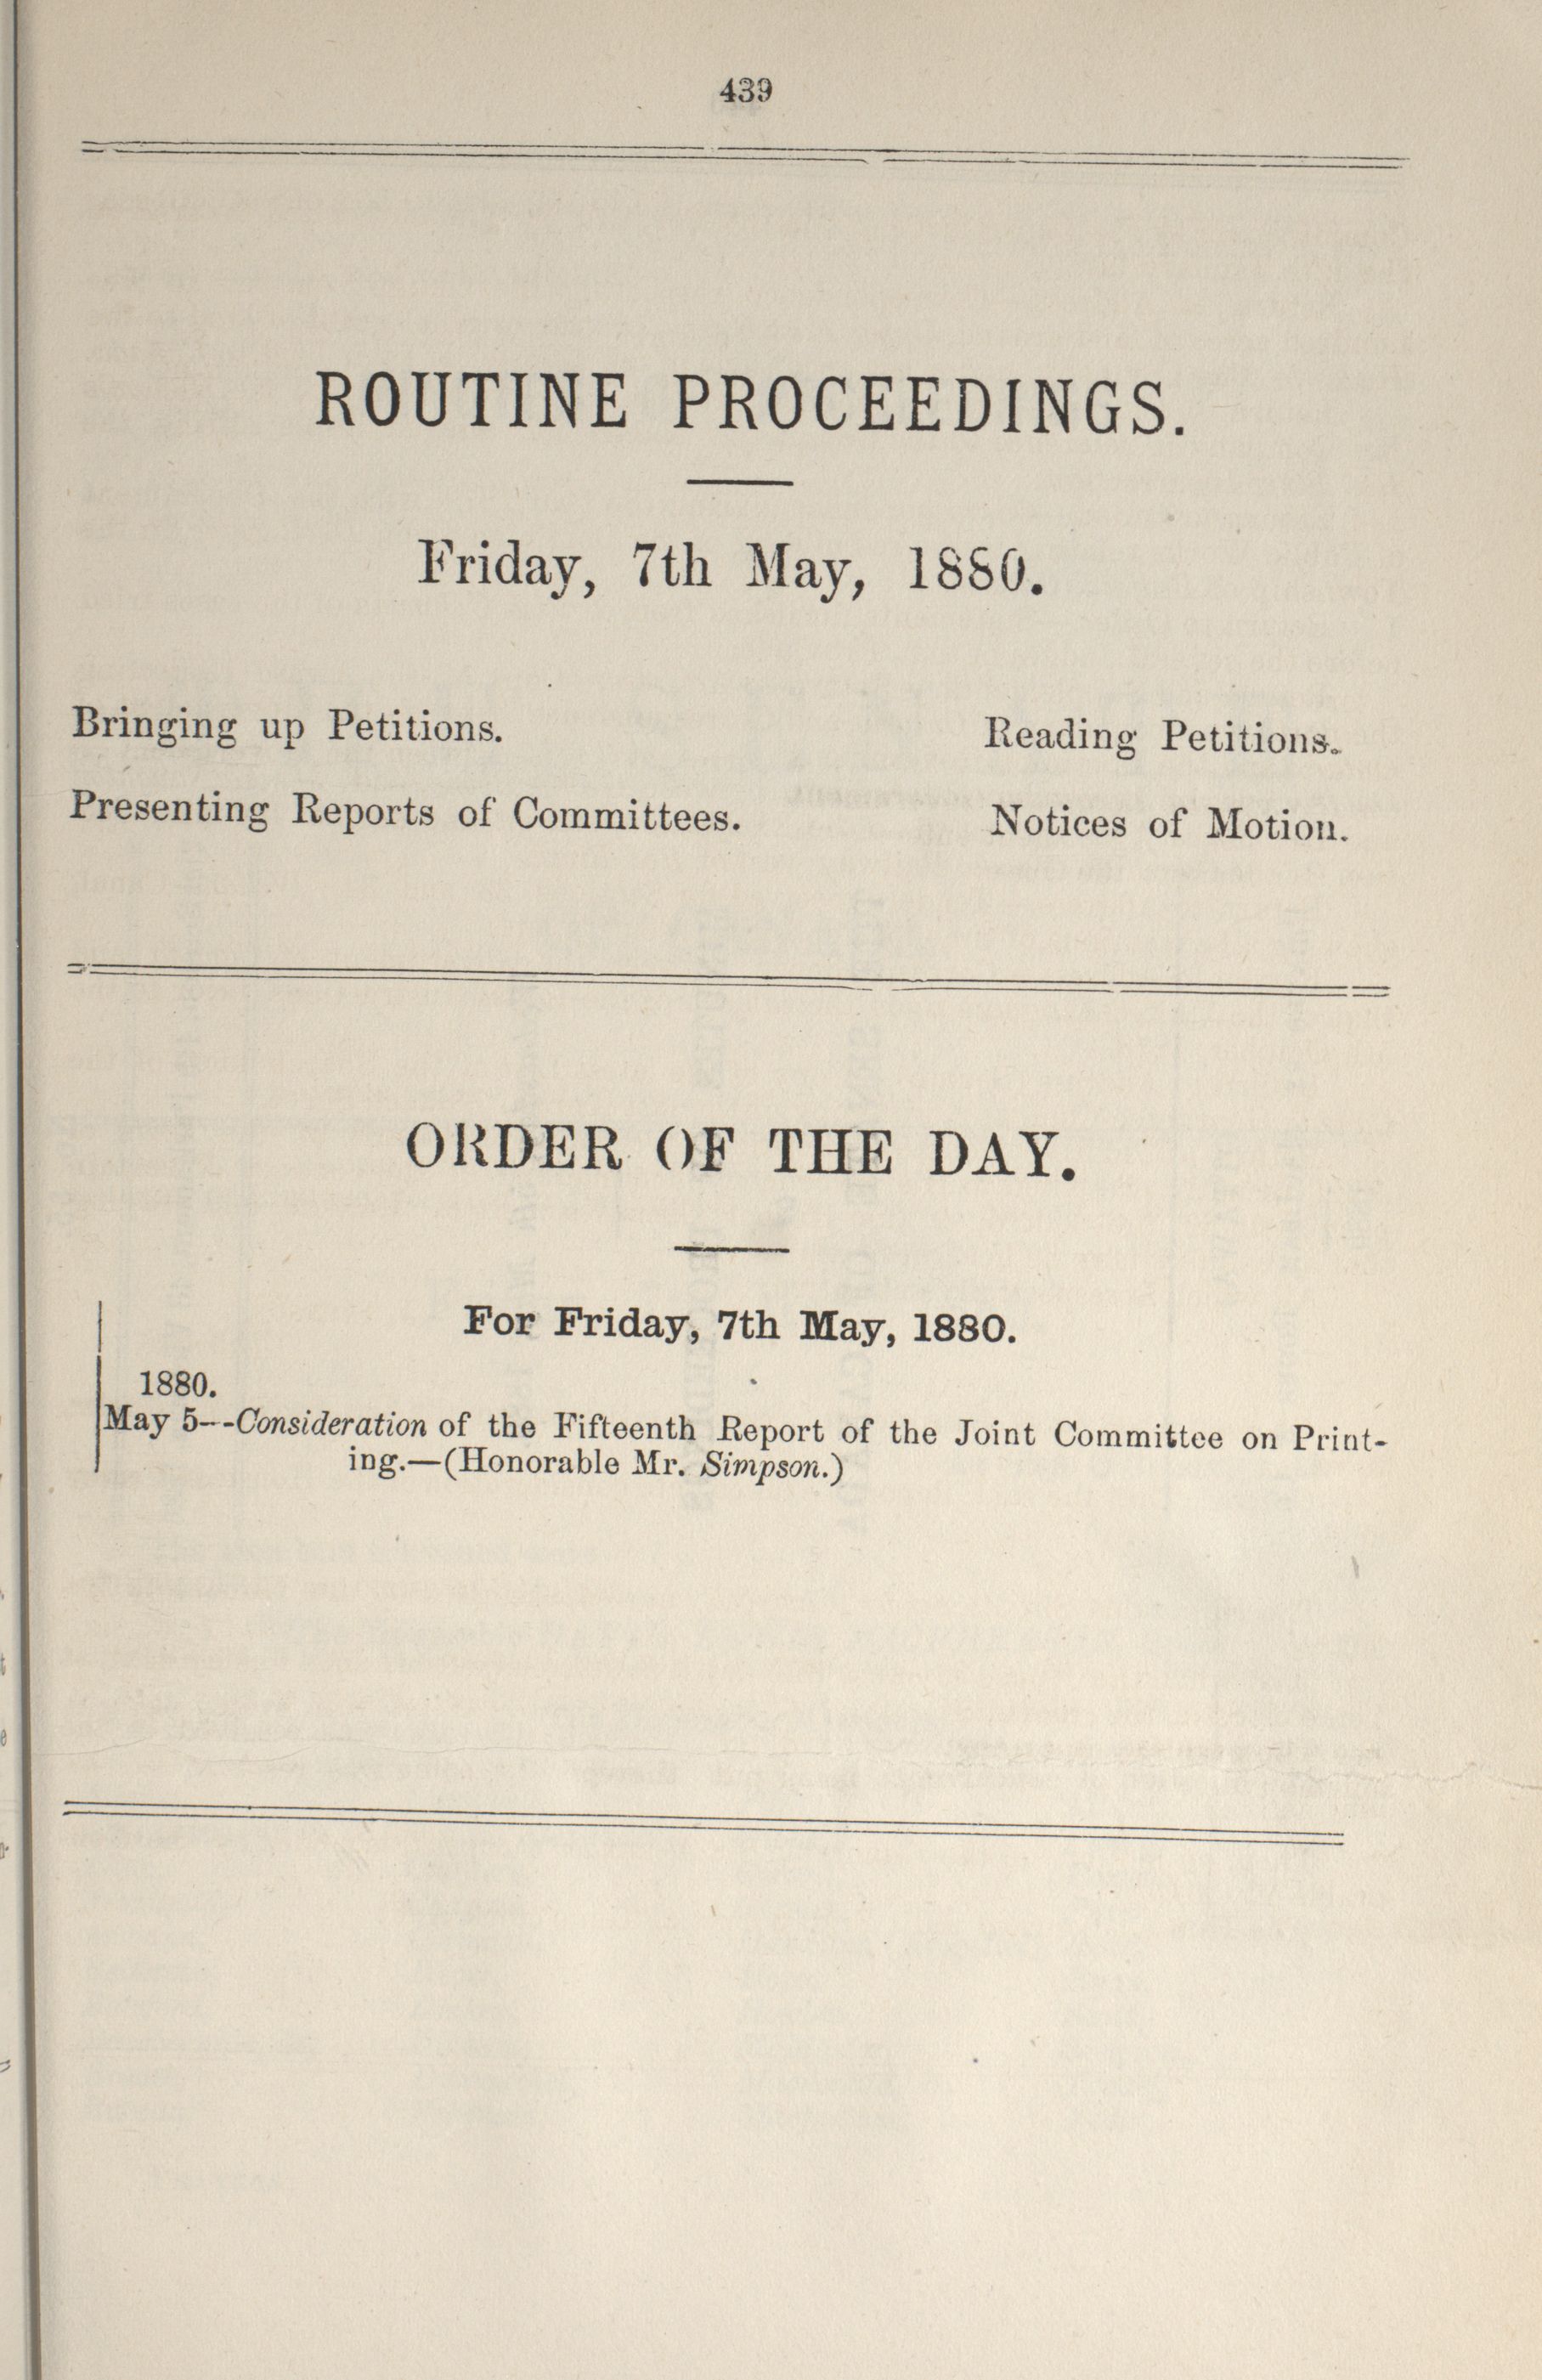 439
ROUTINE PROCEEDINGS.
Friday, 7th May, 1880.
Bringing up Petitions.
Reading Petitions.
Presenting Reports of Committees.
Notices of Motion.
ORDER OF THE DAY.
For Friday, 7th May, 1880.
1880.
May 5--Consideration of the Fifteenth Report of the Joint Committee on Print-
ing.—(Honorable Mr. Simpson.)